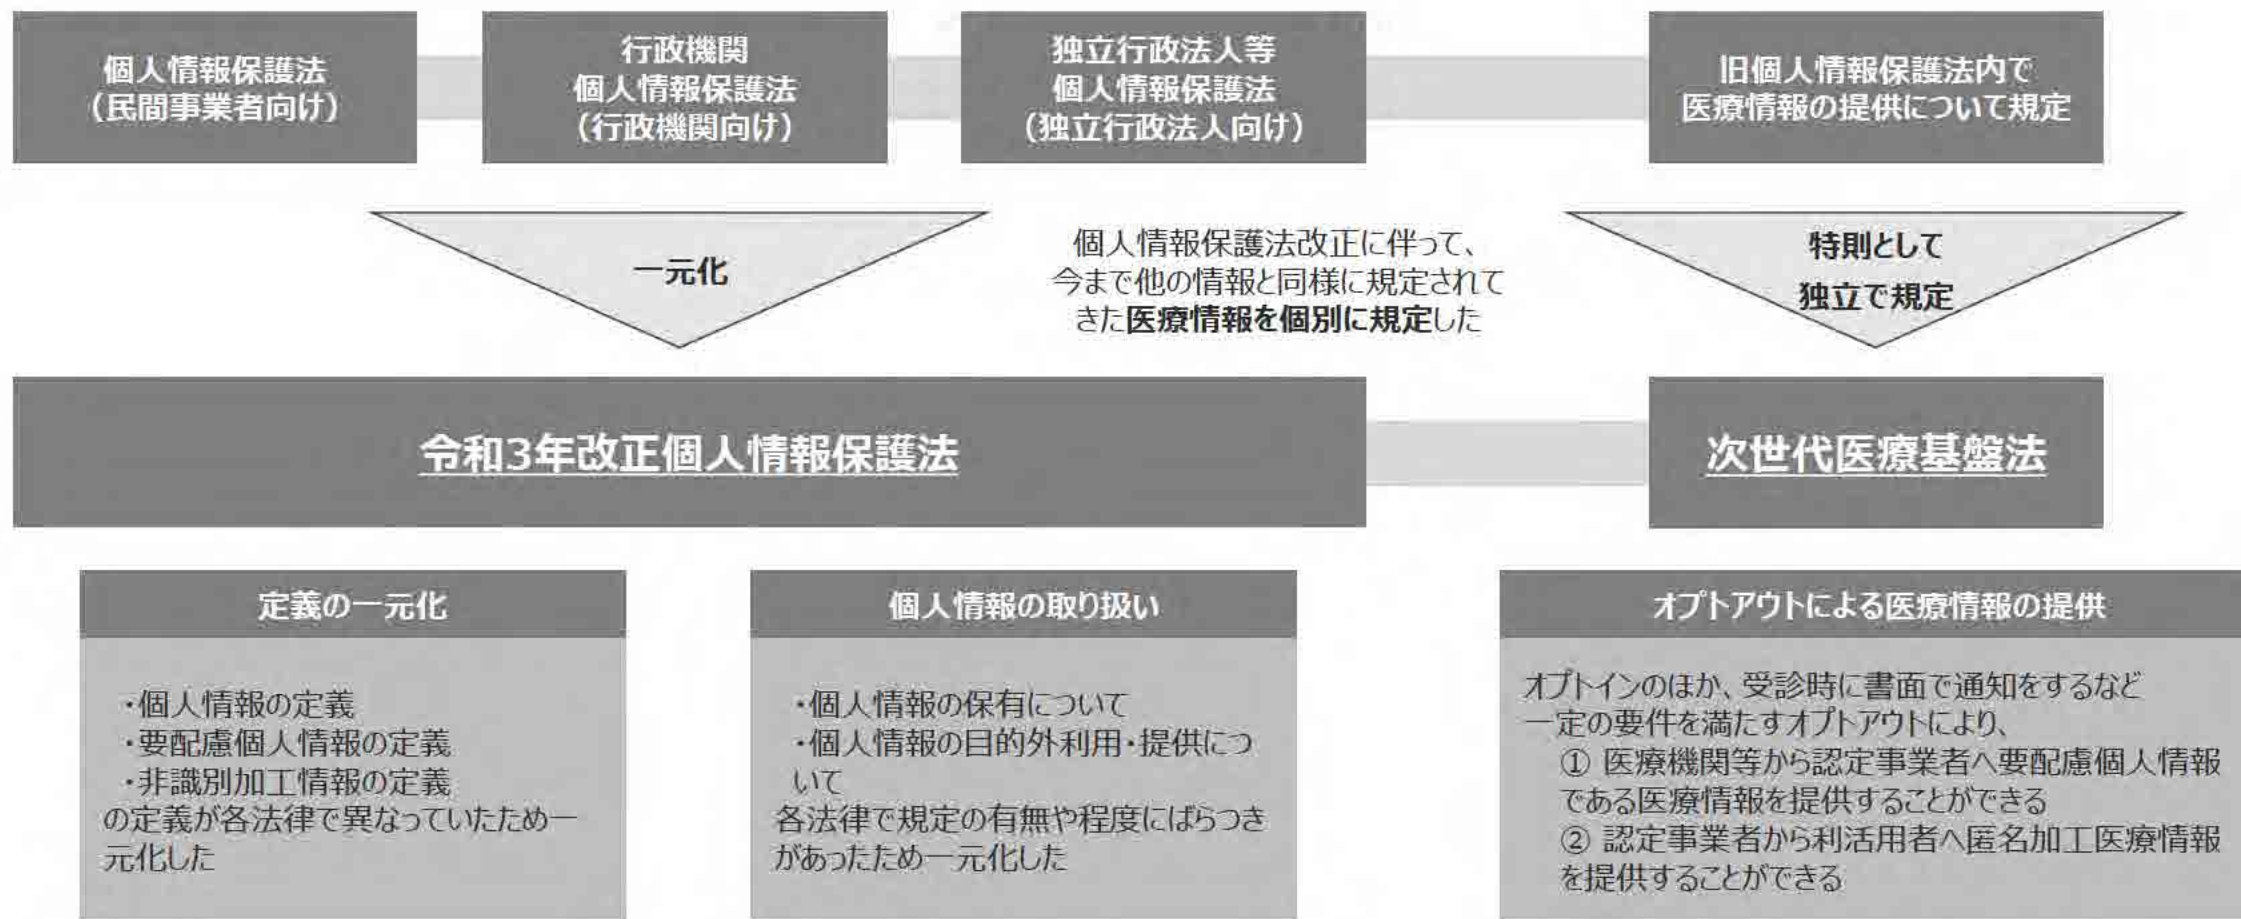 個人情報保護法
（民間事業者向け）
行政機関
個人情報保護法
（行政機関向け）
独立行政法人等
個人情報保護法
（独立行政法人向け）
旧個人情報保護法内で
医療情報の提供について規定
一元化
個人情報保護法改正に伴って、
今まで他の情報と同様に規定されて
きた医療情報を個別に規定した
特則として
独立で規定
令和3年改正個人情報保護法
次世代医療基盤法
定義の一元化
・個人情報の定義
・要配慮個人情報の定義
・非識別加工情報の定義
の定義が各法律で異なっていたため一
元化した
個人情報の取り扱い
・個人情報の保有について
・個人情報の目的外利用・提供につ
いて
各法律で規定の有無や程度にばらつき
があったため一元化した
オプトアウトによる医療情報の提供
オプトインのほか、受診時に書面で通知をするなど
一定の要件を満たすオプトアウトにより、
① 医療機関等から認定事業者へ要配慮個人情報
である医療情報を提供することができる
② 認定事業者から利活用者へ匿名加工医療情報
を提供することができる